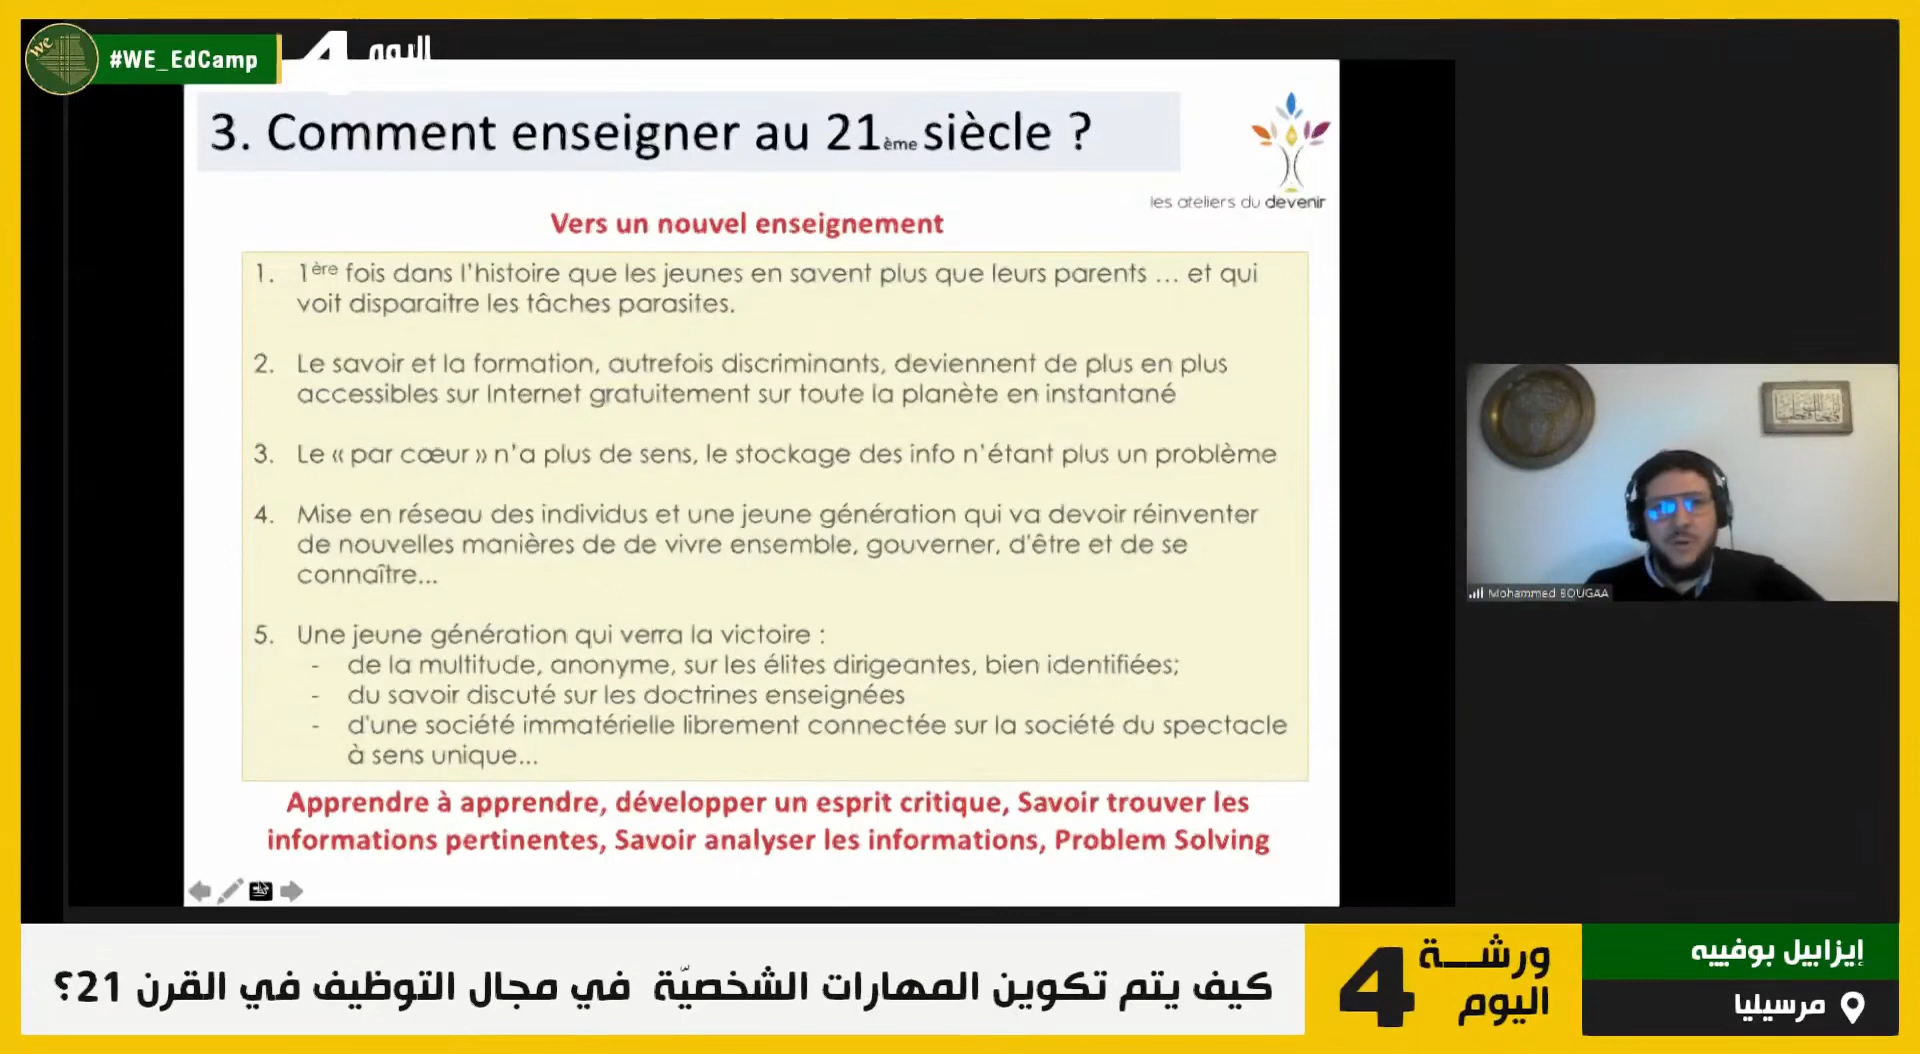 #WE_EdCamp
اليوم 4
3. Comment enseigner au 21ème siècle ?
les ateliers du devenir
Vers un nouvel enseignement
1. 1ère fois dans l'histoire que les jeunes en savent plus que leurs parents ... et qui
voit disparaitre les tâches parasites.
2. Le savoir et la formation, autrefois discriminants, deviennent de plus en plus
accessibles sur Internet gratuitement sur toute la planète en instantané
3. Le « par cœur » n'a plus de sens, le stockage des info n'étant plus un problème
4. Mise en réseau des individus et une jeune génération qui va devoir réinventer
de nouvelles manières de de vivre ensemble, gouverner, d'être et de se
connaître...
5. Une jeune génération qui verra la victoire :
- de la multitude, anonyme, sur les élites dirigeantes, bien identifiées;
- du savoir discuté sur les doctrines enseignées
- d'une société immatérielle librement connectée sur la société du spectacle
à sens unique...
Apprendre à apprendre, développer un esprit critique, Savoir trouver les
informations pertinentes, Savoir analyser les informations, Problem Solving
Mohammed BOUGAA
كيف يتم تكوين المهارات الشخصيّة في مجال التوظيف في القرن 21؟
ورشة
اليوم 4
إيزابيل بوفييه
مرسيليا